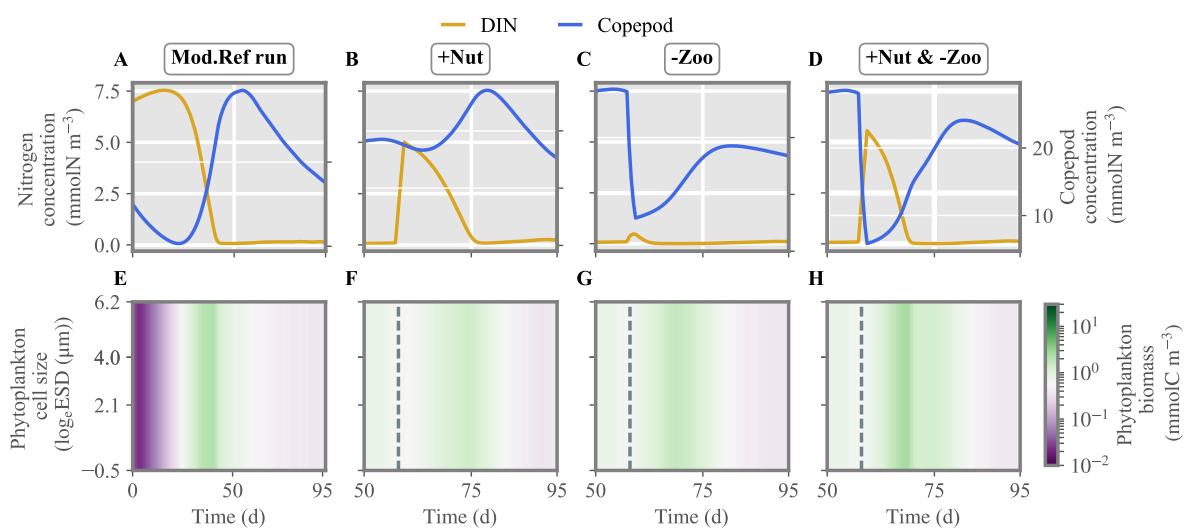 DIN Copepod
A Mod.Ref run B +Nut C -Zoo D +Nut & -Zoo
Nitrogen
concentration
(mmolN m⁻³)
7.5
5.0
2.5
0.0
20
10
Copepod
concentration
(mmolN m⁻³)
E F G H
Phytoplankton
cell size
(logₑESD (μm))
6.2
4.0
2.1
−0.5
0 50 95 50 75 95 50 75 95 50 75 95
Time (d) Time (d) Time (d) Time (d)
10¹
10⁰
10⁻¹
10⁻²
Phytoplankton
biomass
(mmolC m⁻³)